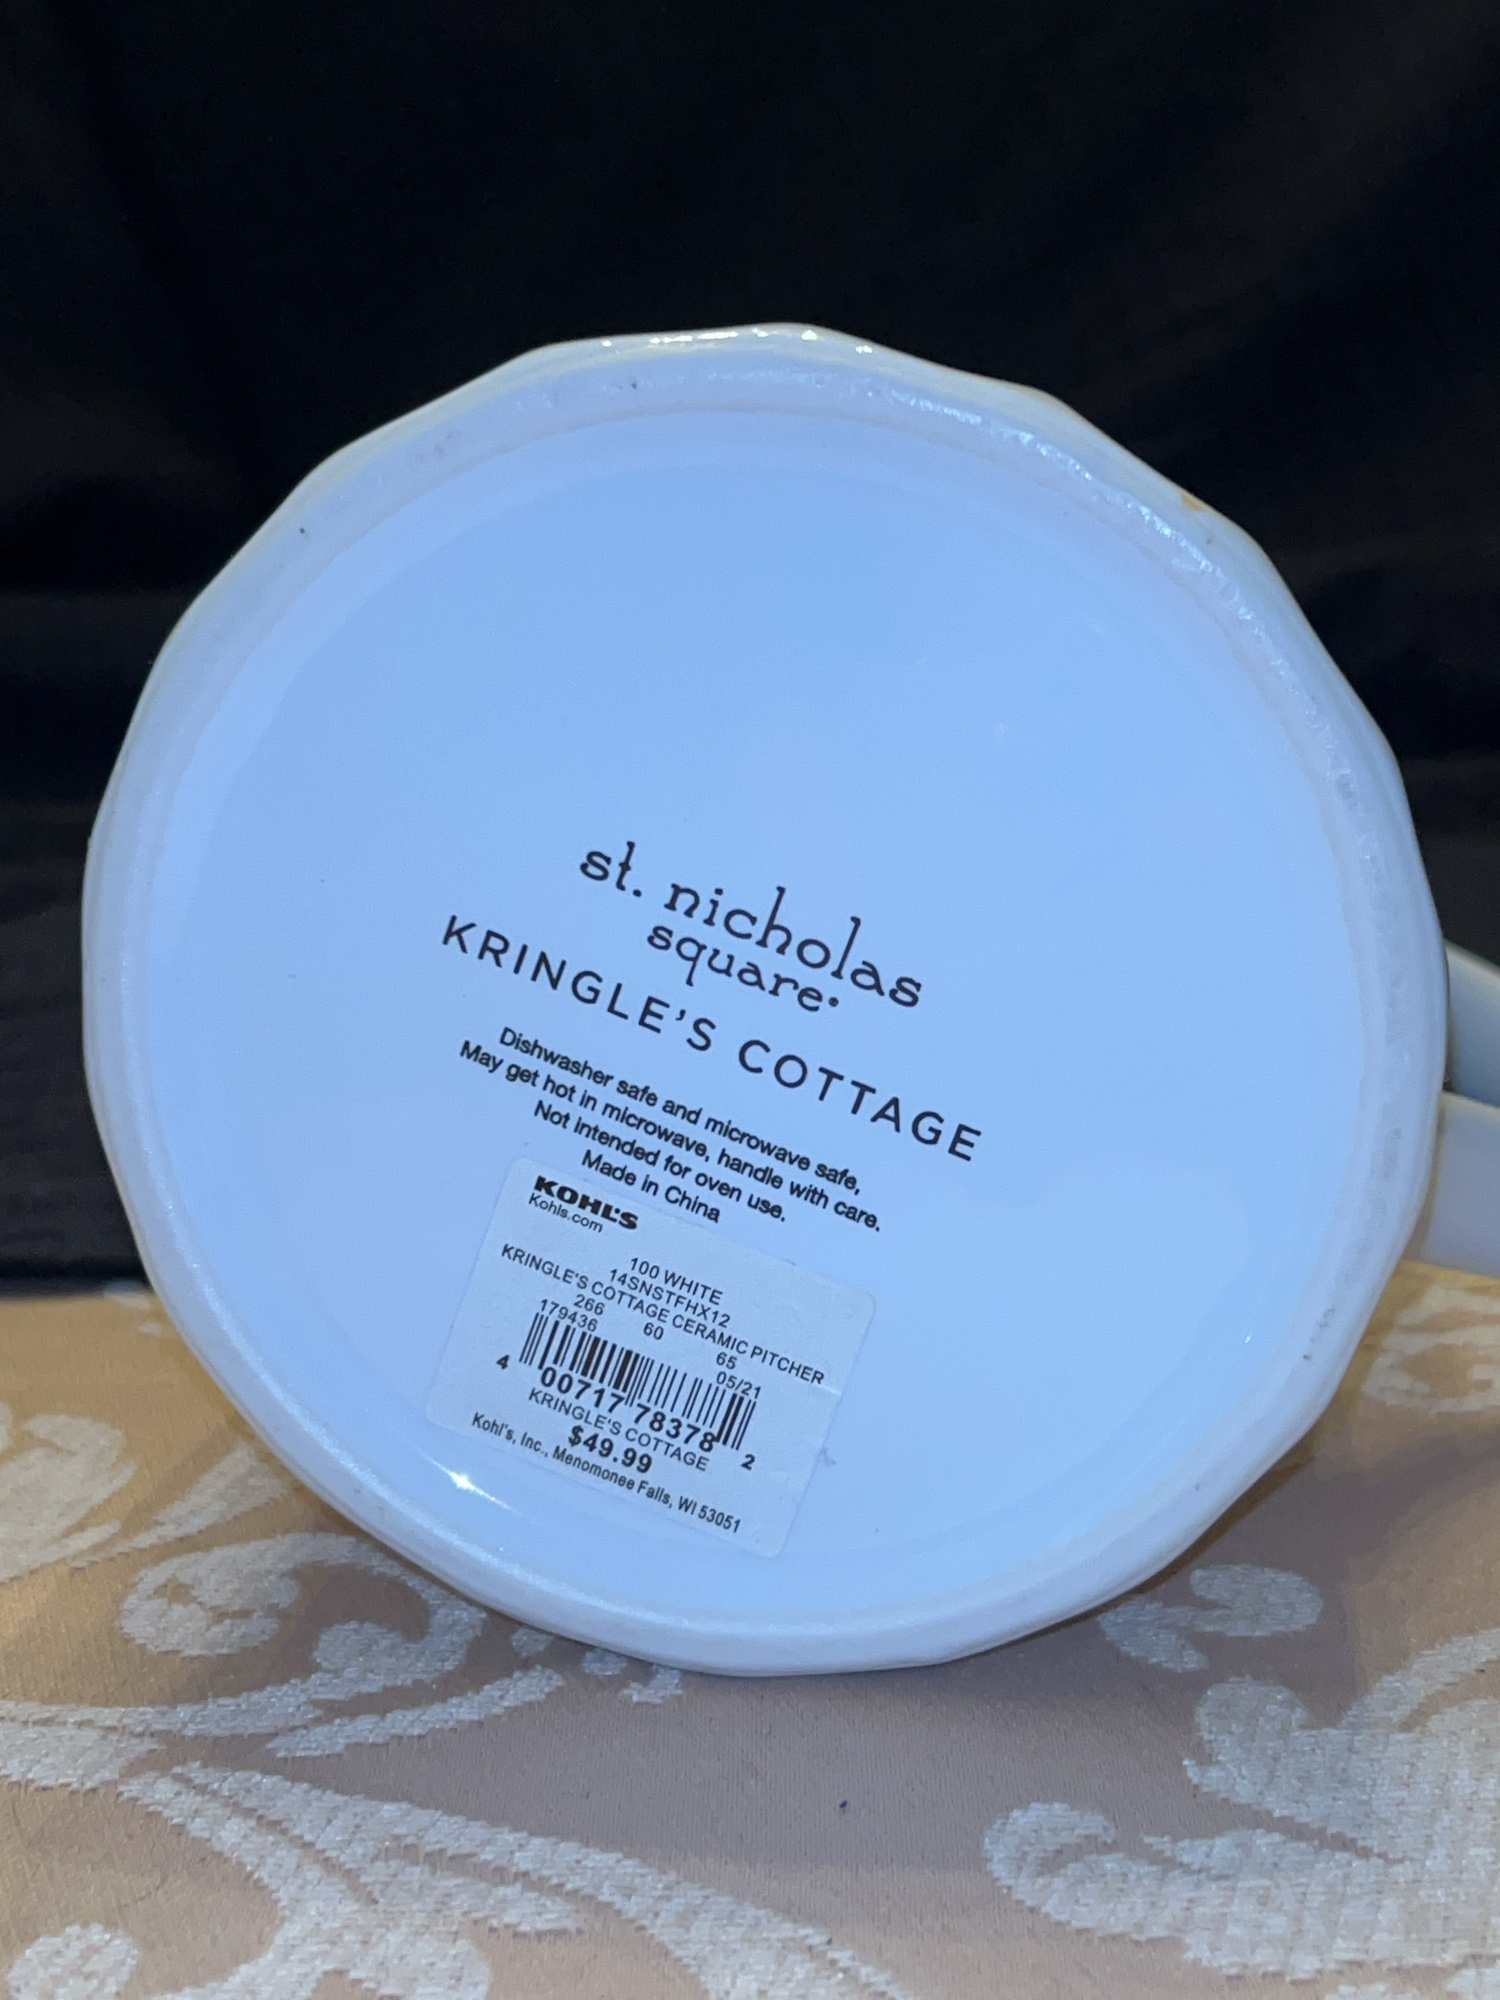 st. nicholas
square®
KRINGLE'S COTTAGE
Dishwasher safe and microwave safe,
May get hot in microwave, handle with care.
Not intended for oven use.
Made in China
KOHL'S
Kohls.com
100 WHITE
14SNSTFHX12
KRINGLE'S COTTAGE CERAMIC PITCHER
266 60 65
179436 05/21
4 00717 78378 2
KRINGLE'S COTTAGE
$49.99
Kohl's, Inc., Menomonee Falls, WI 53051